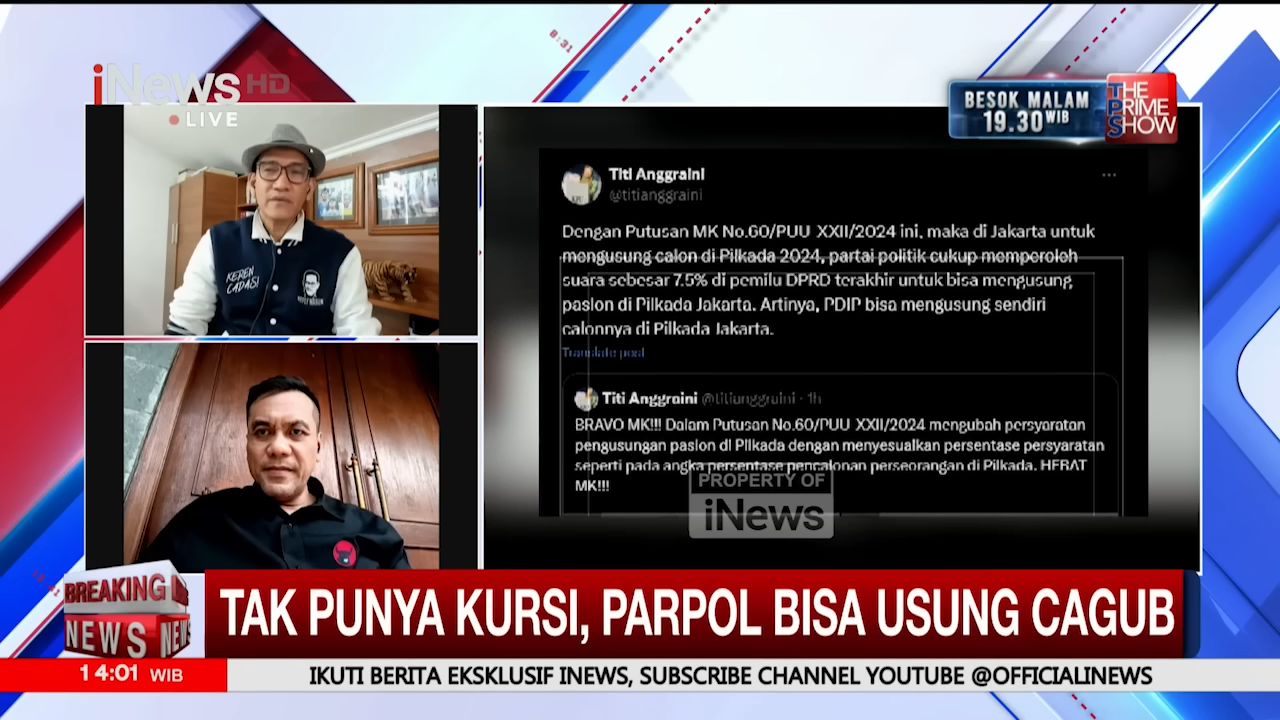 iNews HD
LIVE
8:31
BESOK MALAM
19.30 WIB
THE
PRIME
SHOW
TPS
KEREN
CADAS!
Titi Anggraini
@titianggraini
Dengan Putusan MK No.60/PUU XXII/2024 ini, maka di Jakarta untuk
mengusung calon di Pilkada 2024, partai politik cukup memperoleh
suara sebesar 7.5% di pemilu DPRD terakhir untuk bisa mengusung
paslon di Pilkada Jakarta. Artinya, PDIP bisa mengusung sendiri
calonnya di Pilkada Jakarta.
Translate post
Titi Anggraini @titianggraini · 1h
BRAVO MK!!! Dalam Putusan No.60/PUU XXII/2024 mengubah persyaratan
pengusungan paslon di Pilkada dengan menyesuaikan persentase persyaratan
seperti pada angka persentase pencalonan perseorangan di Pilkada. HEBAT
MK!!!
PROPERTY OF
iNews
BREAKING
NEWS NEWS
TAK PUNYA KURSI, PARPOL BISA USUNG CAGUB
14:01 WIB
IKUTI BERITA EKSKLUSIF INEWS, SUBSCRIBE CHANNEL YOUTUBE @OFFICIALINEWS